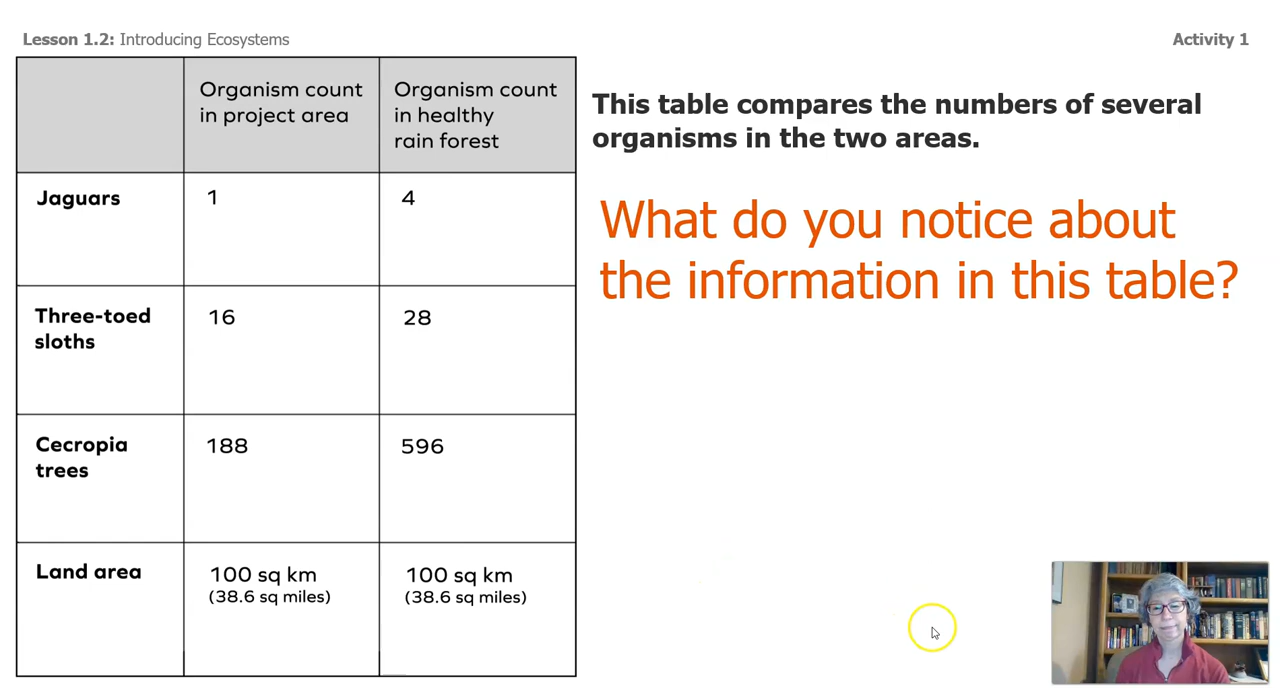 Lesson 1.2: Introducing Ecosystems
Activity 1
Organism count
in project area
Organism count
in healthy
rain forest
Jaguars
1
4
Three-toed
sloths
16
28
Cecropia
trees
188
596
Land area
100 sq km
(38.6 sq miles)
100 sq km
(38.6 sq miles)
This table compares the numbers of several
organisms in the two areas.
What do you notice about
the information in this table?